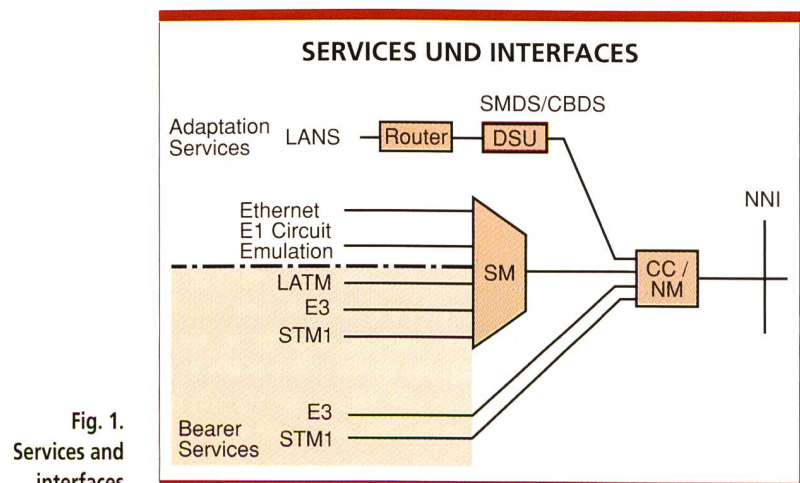 SERVICES UND INTERFACES
SMDS/CBDS
Adaptation
Services
LANS
Router
DSU
NNI
Ethernet
E1 Circuit
Emulation
SM
CC /
NM
LATM
E3
STM1
E3
STM1
Bearer
Services
Fig. 1.
Services and
interfaces